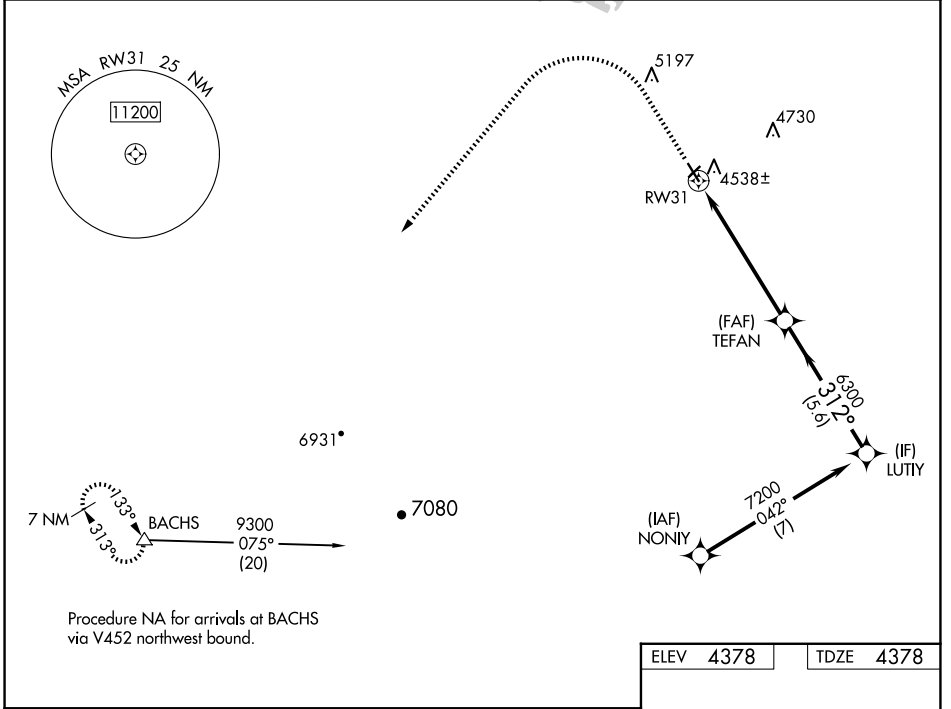 MSA RW31 25 NM
11200
5197
4730
4538±
RW31
(FAF)
TEFAN
6300
312°
(5.6)
(IF)
LUTIY
7200
042°
(7)
(IAF)
NONIY
6931
7080
7 NM
133°
313°
BACHS
9300
075°
(20)
Procedure NA for arrivals at BACHS
via V452 northwest bound.
ELEV 4378
TDZE 4378